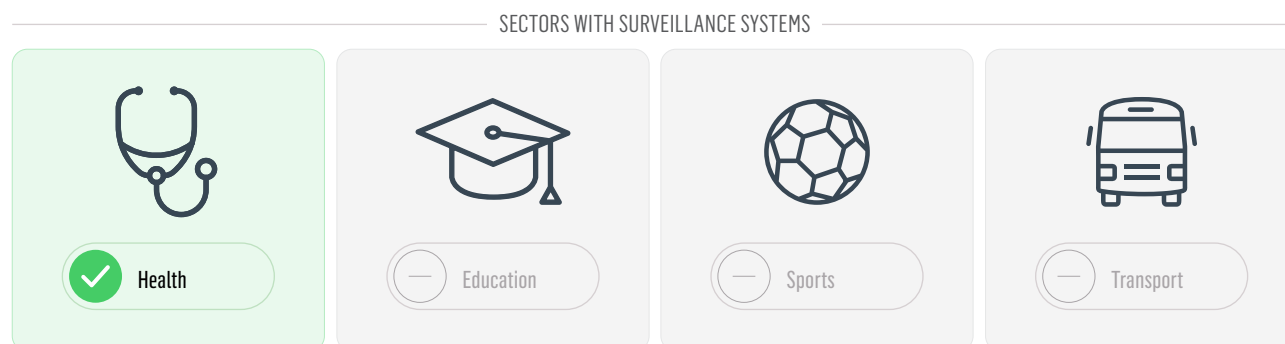 SECTORS WITH SURVEILLANCE SYSTEMS
Health
Education
Sports
Transport